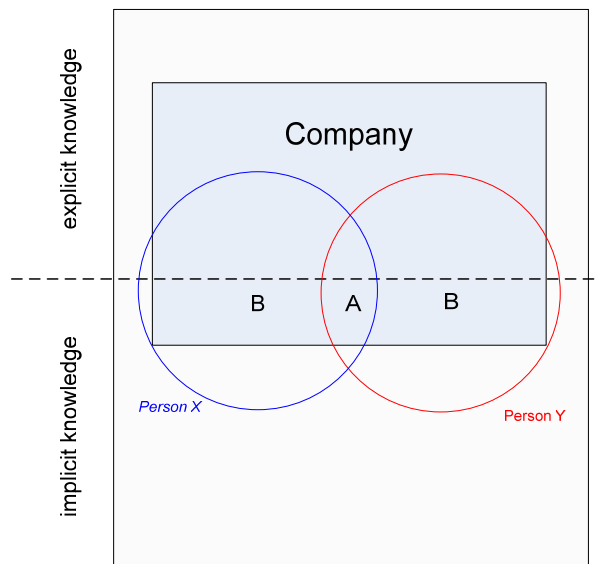 explicit knowledge
Company
B
A
B
Person X
Person Y
implicit knowledge